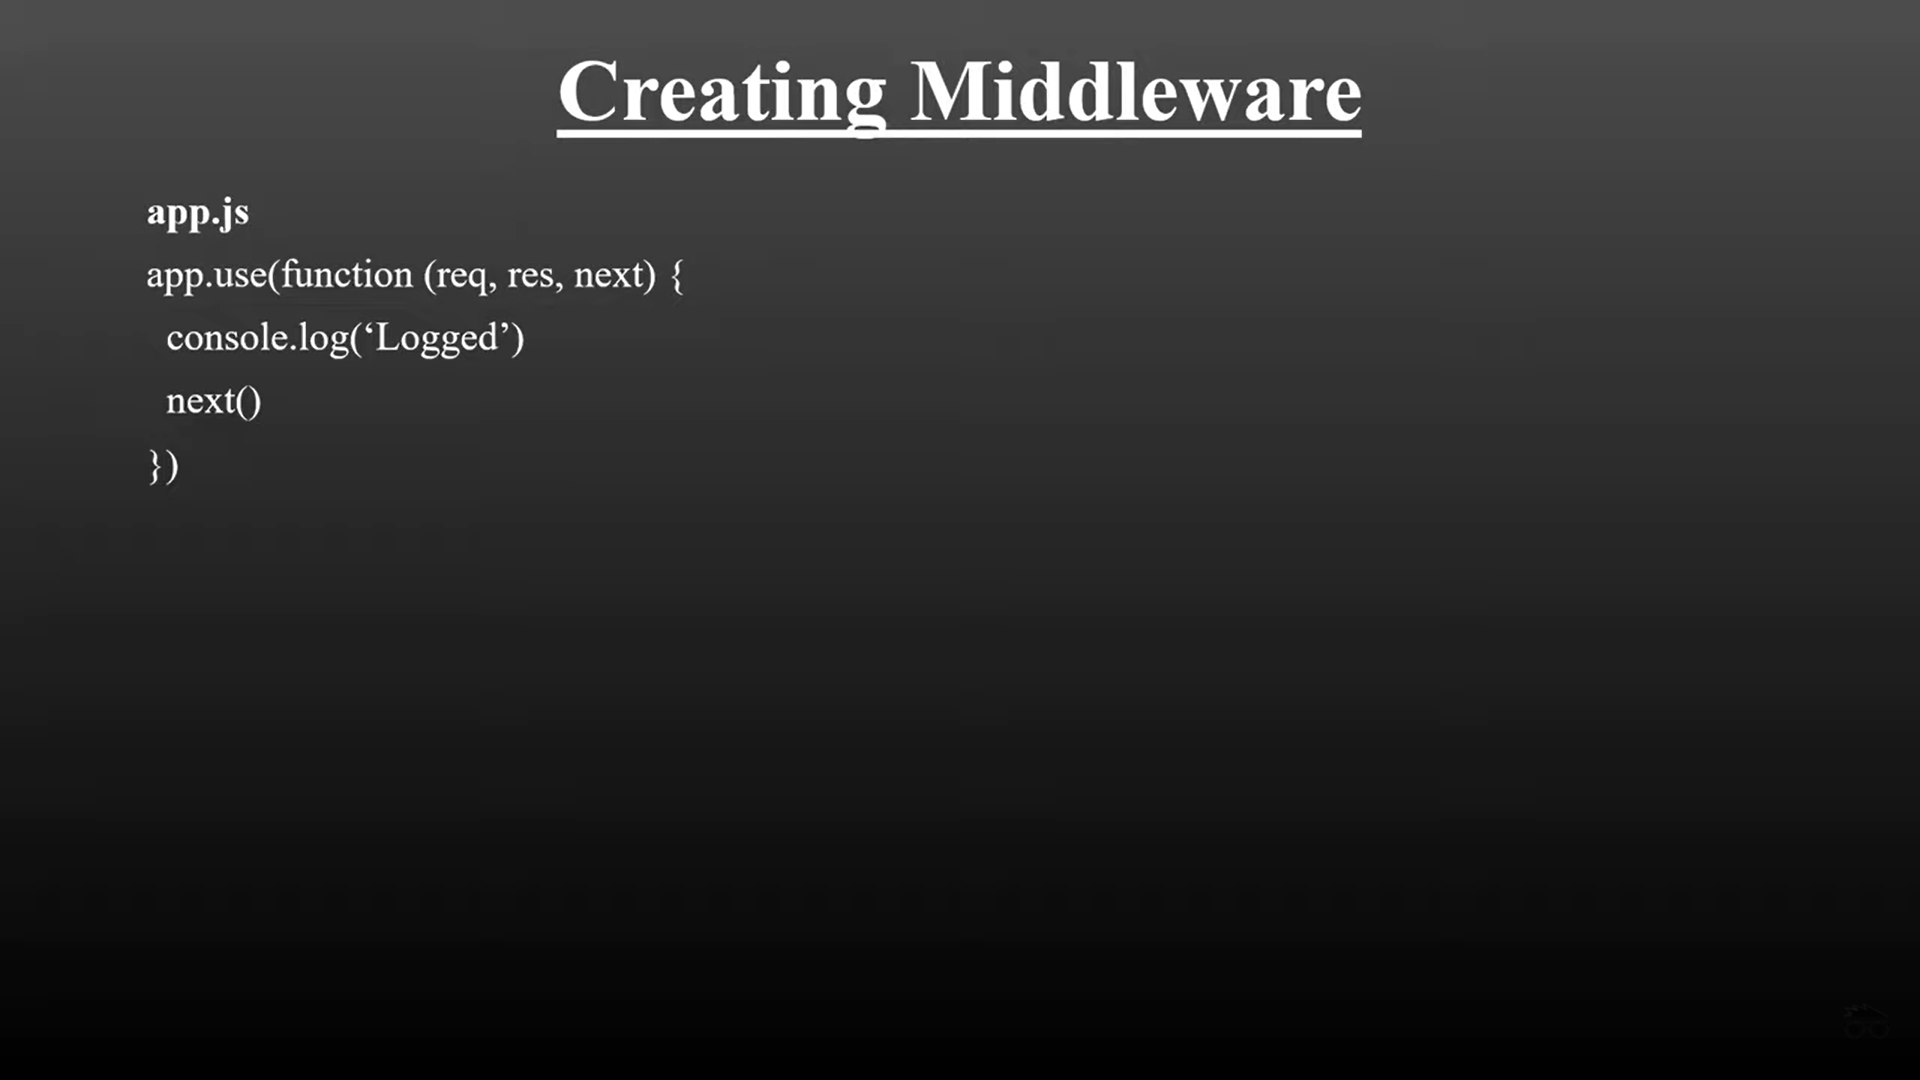 Creating Middleware
app.js
app.use(function (req, res, next) {
console.log(‘Logged’)
next()
})